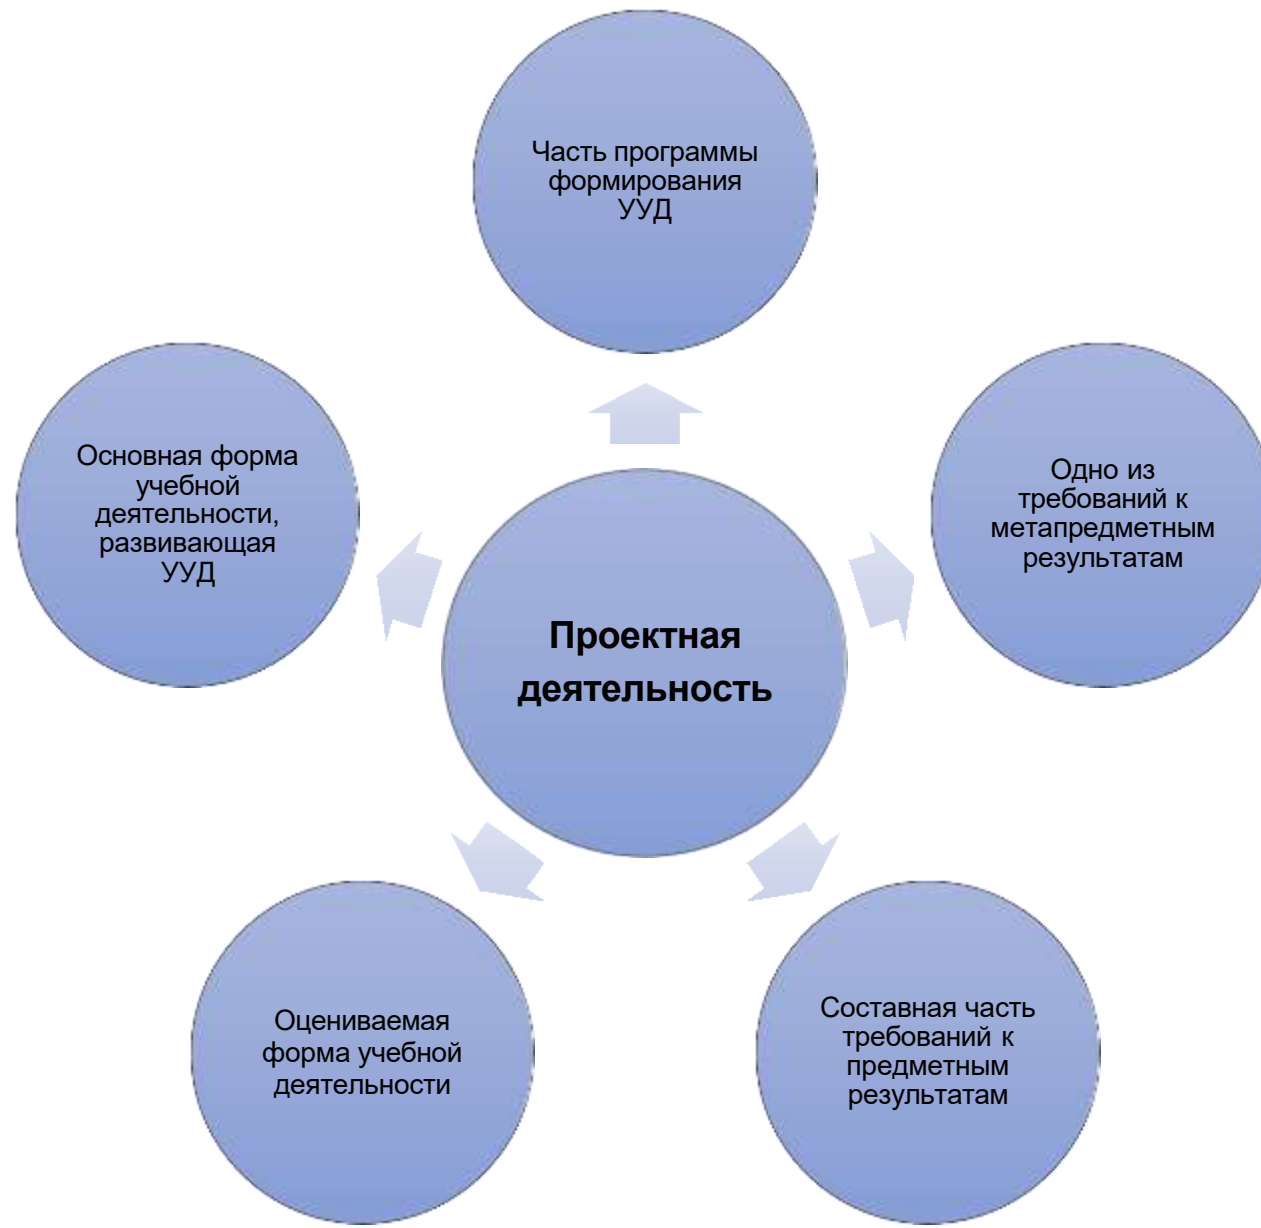 Часть программы
формирования
УУД
Основная форма
учебной
деятельности,
развивающая
УУД
Одно из
требований к
метапредметным
результатам
Проектная
деятельность
Оцениваемая
форма учебной
деятельности
Составная часть
требований к
предметным
результатам